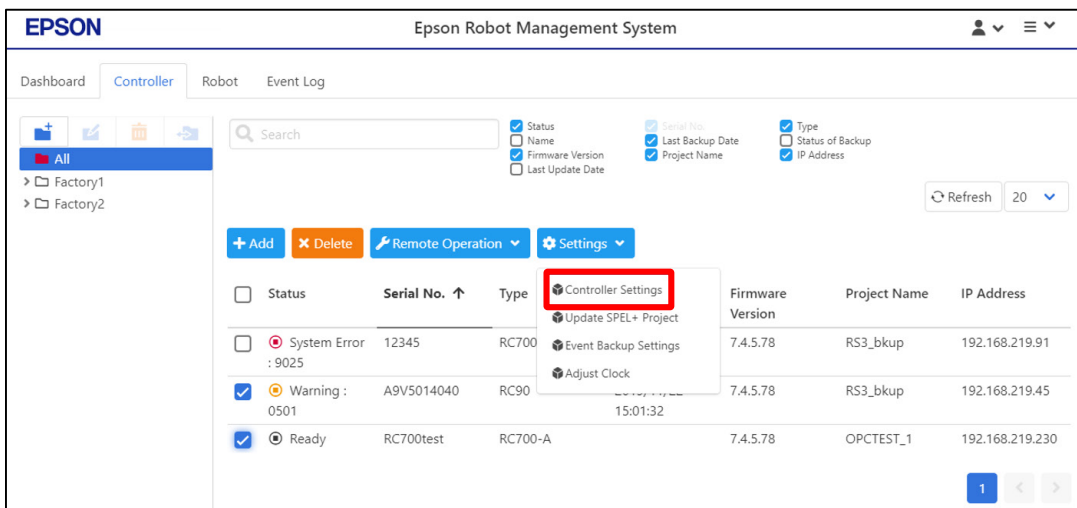 EPSON
Epson Robot Management System
Dashboard Controller Robot Event Log
Search
Status
Name
Firmware Version
Last Update Date
Serial No.
Last Backup Date
Project Name
Type
Status of Backup
IP Address
All
Factory1
Factory2
Refresh 20
Add Delete Remote Operation Settings
Controller Settings
Update SPEL+ Project
Event Backup Settings
Adjust Clock
Status Serial No. Type Firmware Project Name IP Address
Version
System Error 12345 RC700 7.4.5.78 RS3_bkup 192.168.219.91
: 9025
Warning : A9V5014040 RC90 7.4.5.78 RS3_bkup 192.168.219.45
0501 15:01:32
Ready RC700test RC700-A 7.4.5.78 OPCTEST_1 192.168.219.230
1